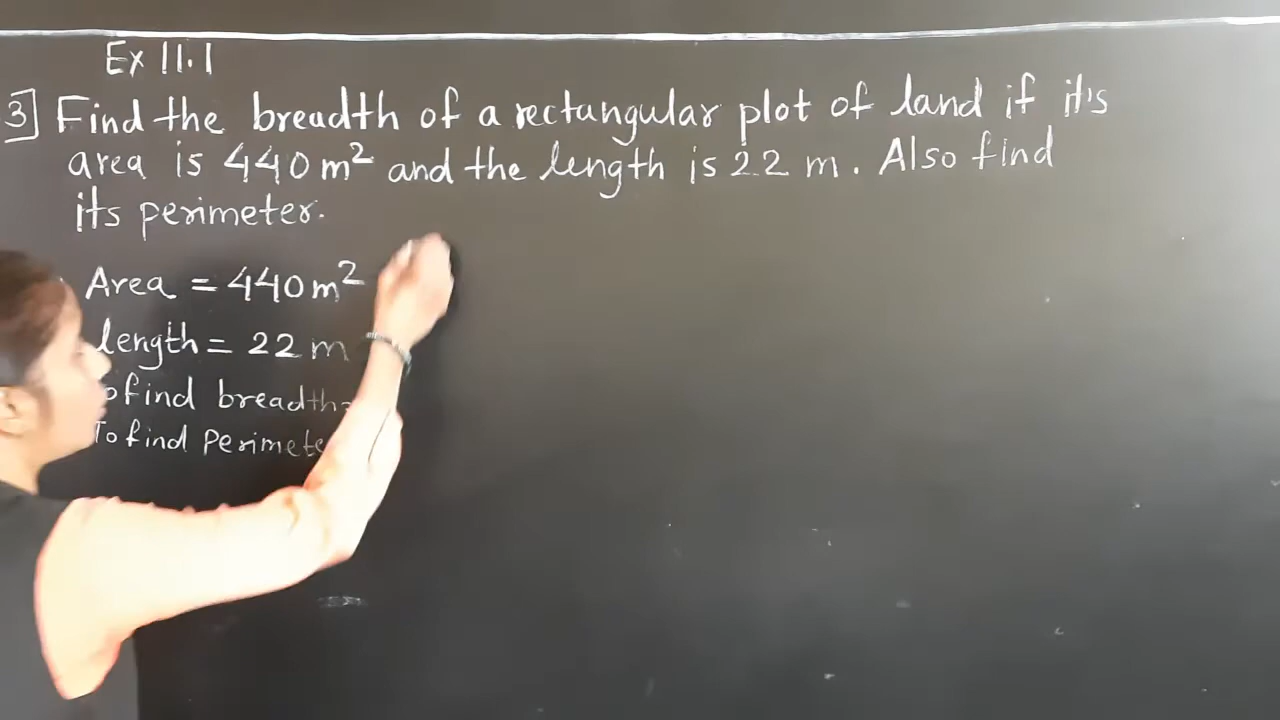 Ex 11.1
3] Find the breadth of a rectangular plot of land if it's
area is 440 m² and the length is 22 m. Also find
its perimeter.
Area = 440 m²
length = 22 m
find breadth
To find Perimete